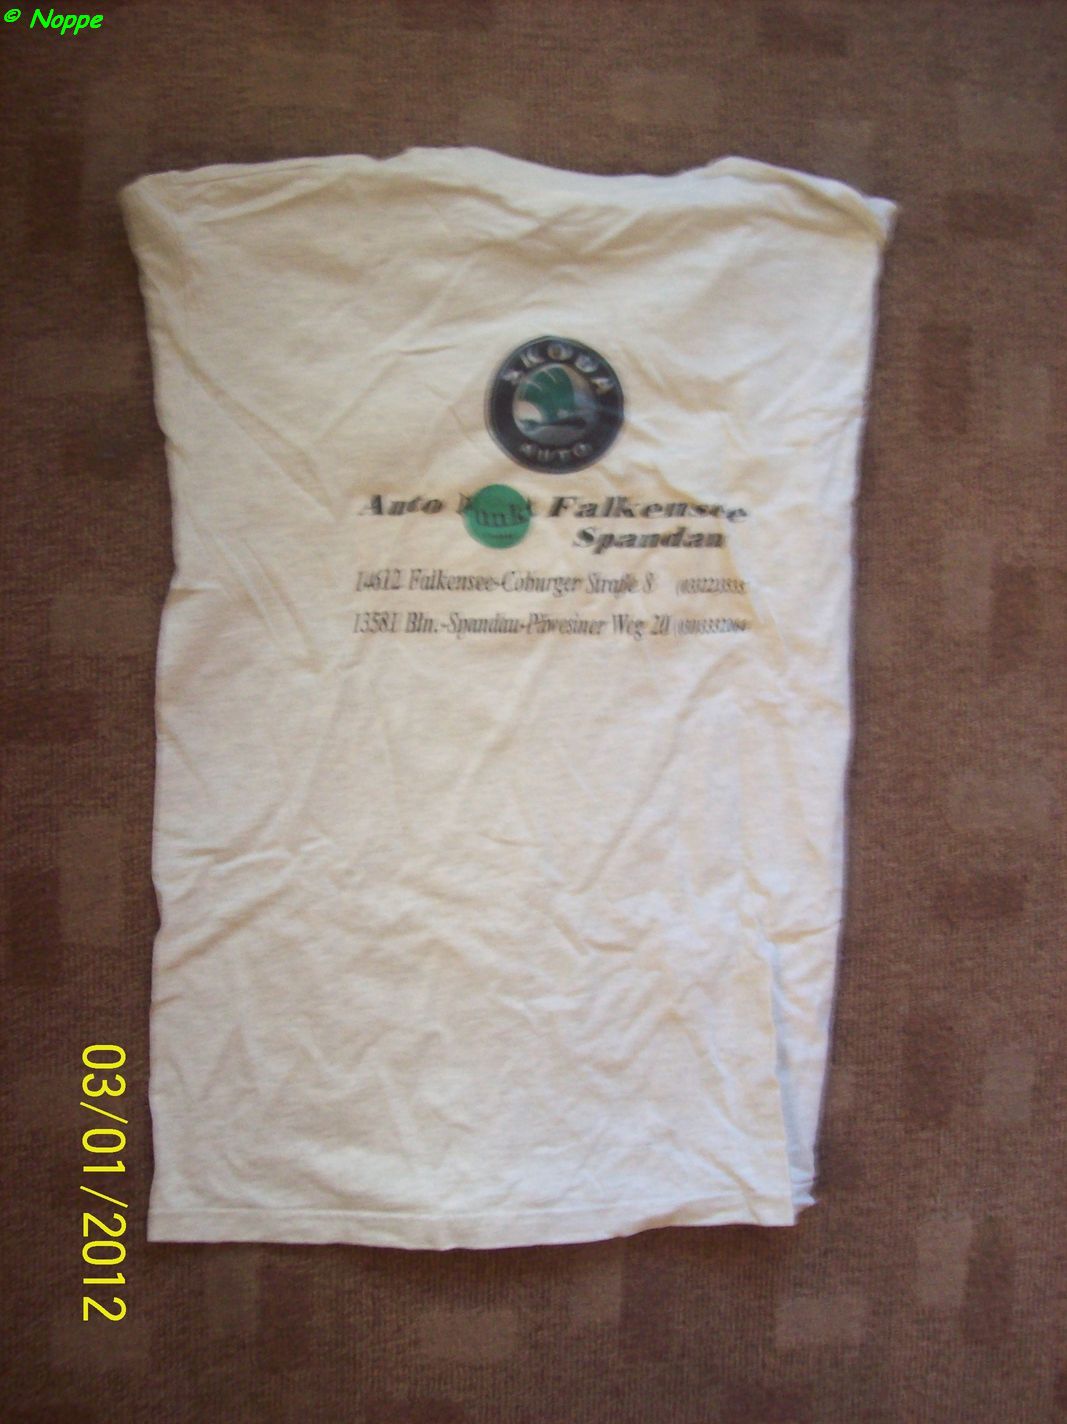 © Noppe
SKODA
AUTO
Auto Punkt Falkensee
Spandau
14612 Falkensee-Coburger Straße 8
13581 Bln.-Spandau-Päwesiner Weg 20
03/01/2012